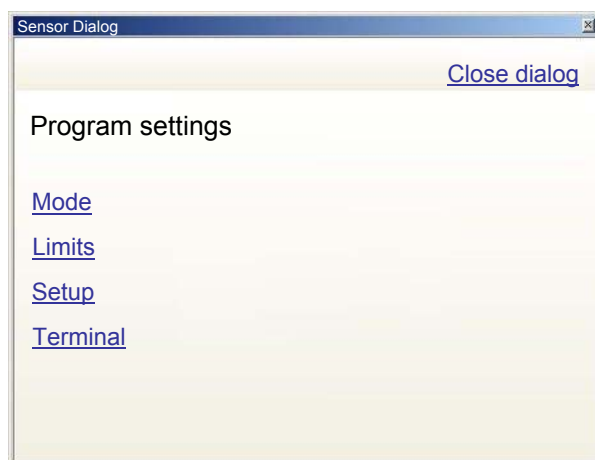 Sensor Dialog
Close dialog
Program settings
Mode
Limits
Setup
Terminal